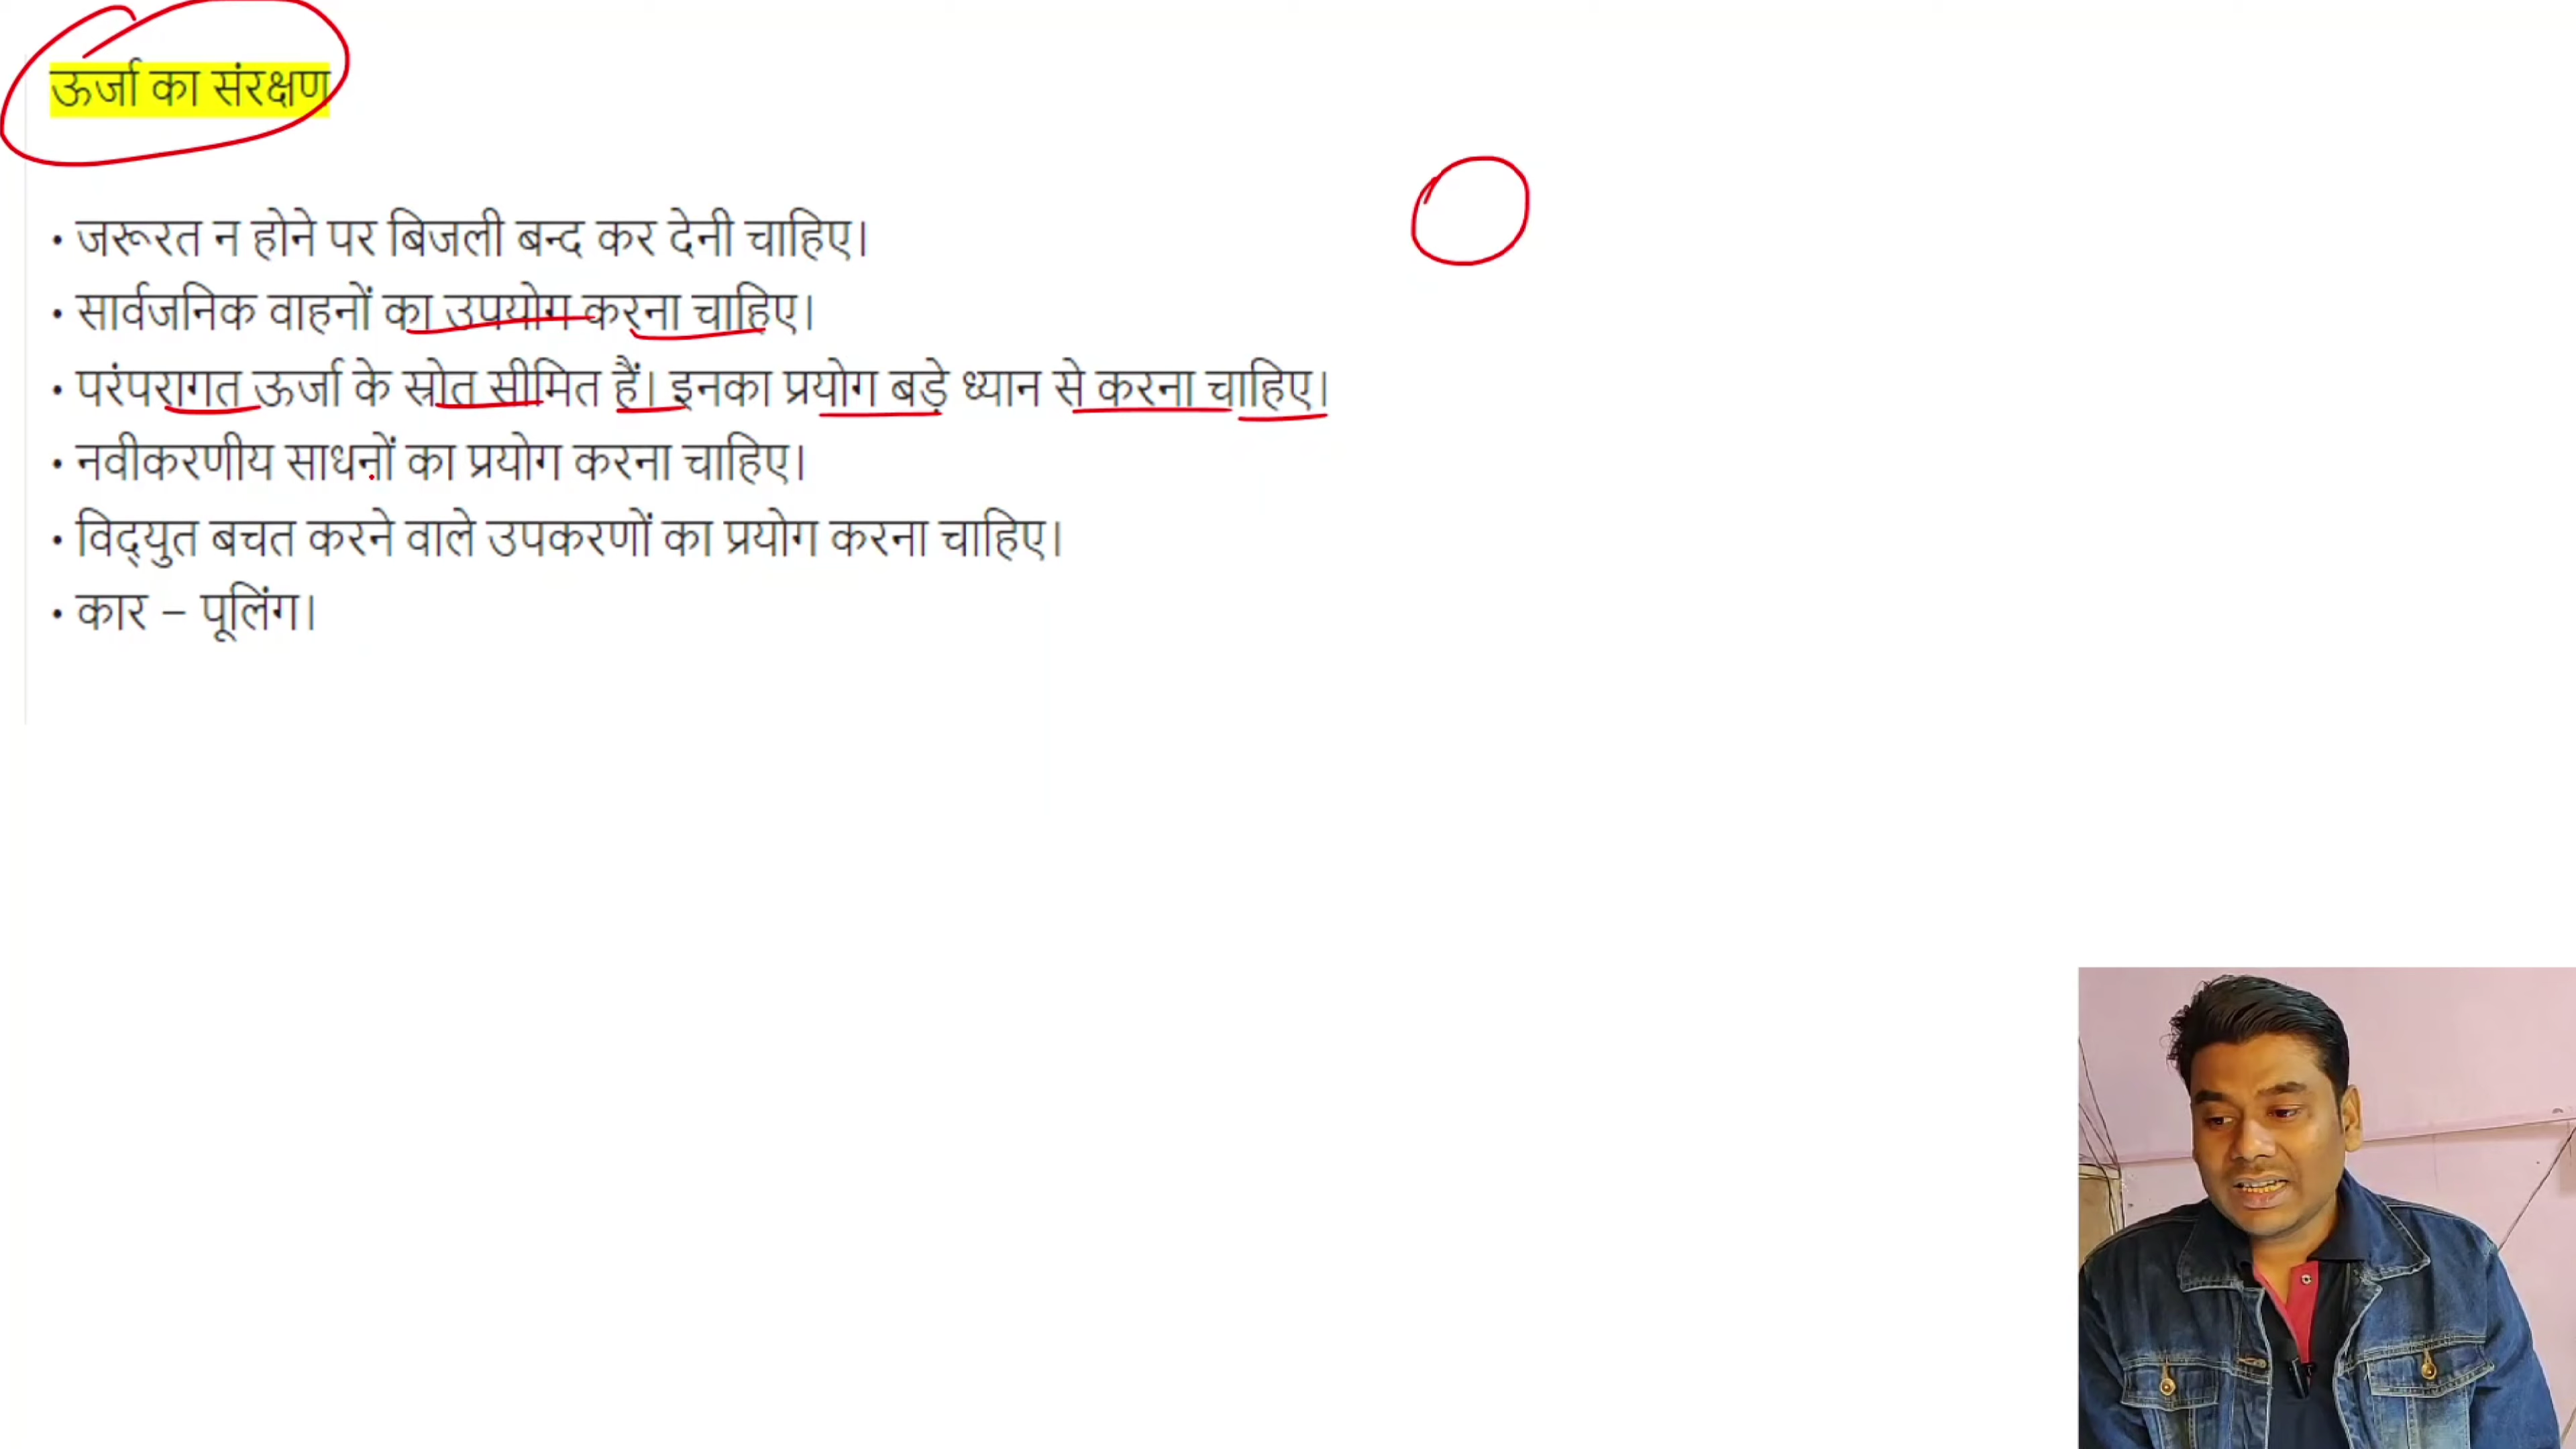 ऊर्जा का संरक्षण
• जरूरत न होने पर बिजली बन्द कर देनी चाहिए।
• सार्वजनिक वाहनों का उपयोग करना चाहिए।
• परंपरागत ऊर्जा के स्रोत सीमित हैं। इनका प्रयोग बड़े ध्यान से करना चाहिए।
• नवीकरणीय साधनों का प्रयोग करना चाहिए।
• विद्‌युत बचत करने वाले उपकरणों का प्रयोग करना चाहिए।
• कार – पूलिंग।